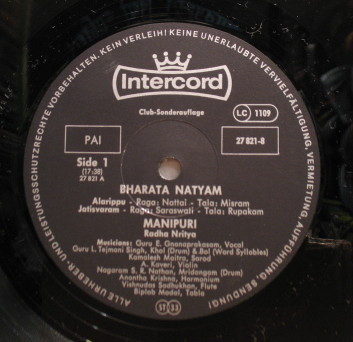 ALLE URHEBER- UND LEISTUNGSSCHUTZRECHTE VORBEHALTEN. KEIN VERLEIH! KEINE UNERLAUBTE VERVIELFÄLTIGUNG, VERMIETUNG, AUFFÜHRUNG, SENDUNG!
Intercord
Club-Sonderauflage
LC 1109
PAI
27 821-8
Side 1
(17:38)
27 821 A
BHARATA NATYAM
Alarippu - Raga: Nattai - Tala: Misram
Jatisvaram - Raga: Saraswati - Tala: Rupakam
MANIPURI
Radha Nritya
Musicians: Guru E. Gnanaprakasam, Vocal
Guru L. Tejmani Singh, Khol (Drum) & Bol (Word Syllables)
Kamalesh Maitra, Sarod
A. Kaveri, Violin
Nagaram S. R. Nathan, Mridangam (Drum)
Anantha Krishna, Harmonium
Vishnudas Sadhukhan, Flute
Biplab Modal, Tabla
ST 33